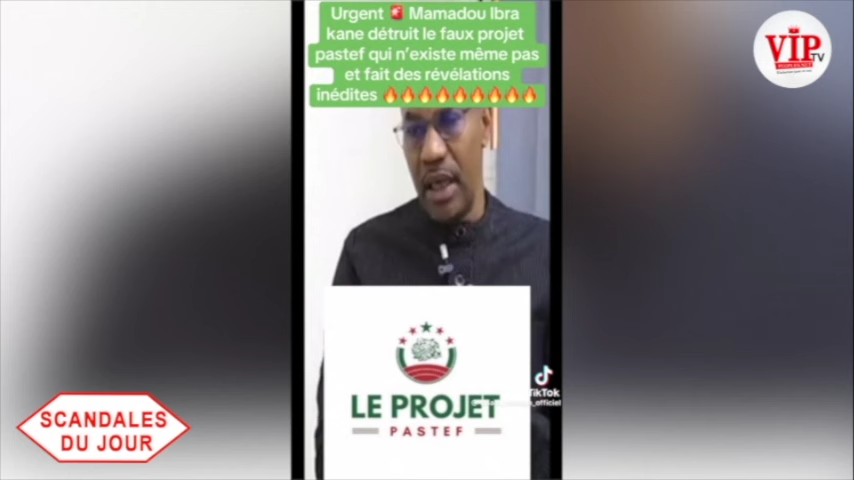 Urgent 🚨 Mamadou Ibra
kane détruit le faux projet
pastef qui n'existe même pas
et fait des révélations
inédites 🔥🔥🔥🔥🔥🔥🔥🔥🔥
VIP
TV
LE PROJET
PASTEF
TikTok
SCANDALES
DU JOUR